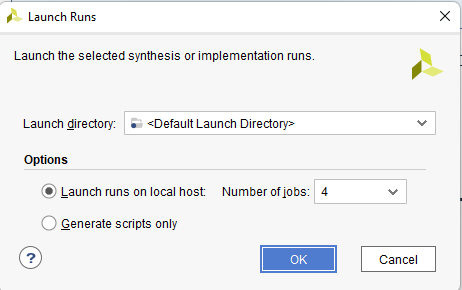 Launch Runs
Launch the selected synthesis or implementation runs.
Launch directory: <Default Launch Directory>
Options
Launch runs on local host: Number of jobs: 4
Generate scripts only
? OK Cancel